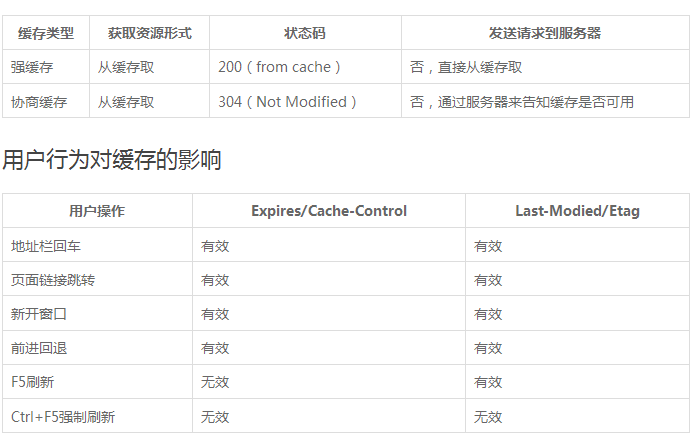 缓存类型 获取资源形式 状态码 发送请求到服务器
强缓存 从缓存取 200（from cache） 否，直接从缓存取
协商缓存 从缓存取 304（Not Modified） 否，通过服务器来告知缓存是否可用
用户行为对缓存的影响
用户操作 Expires/Cache-Control Last-Modied/Etag
地址栏回车 有效 有效
页面链接跳转 有效 有效
新开窗口 有效 有效
前进回退 有效 有效
F5刷新 无效 有效
Ctrl+F5强制刷新 无效 无效